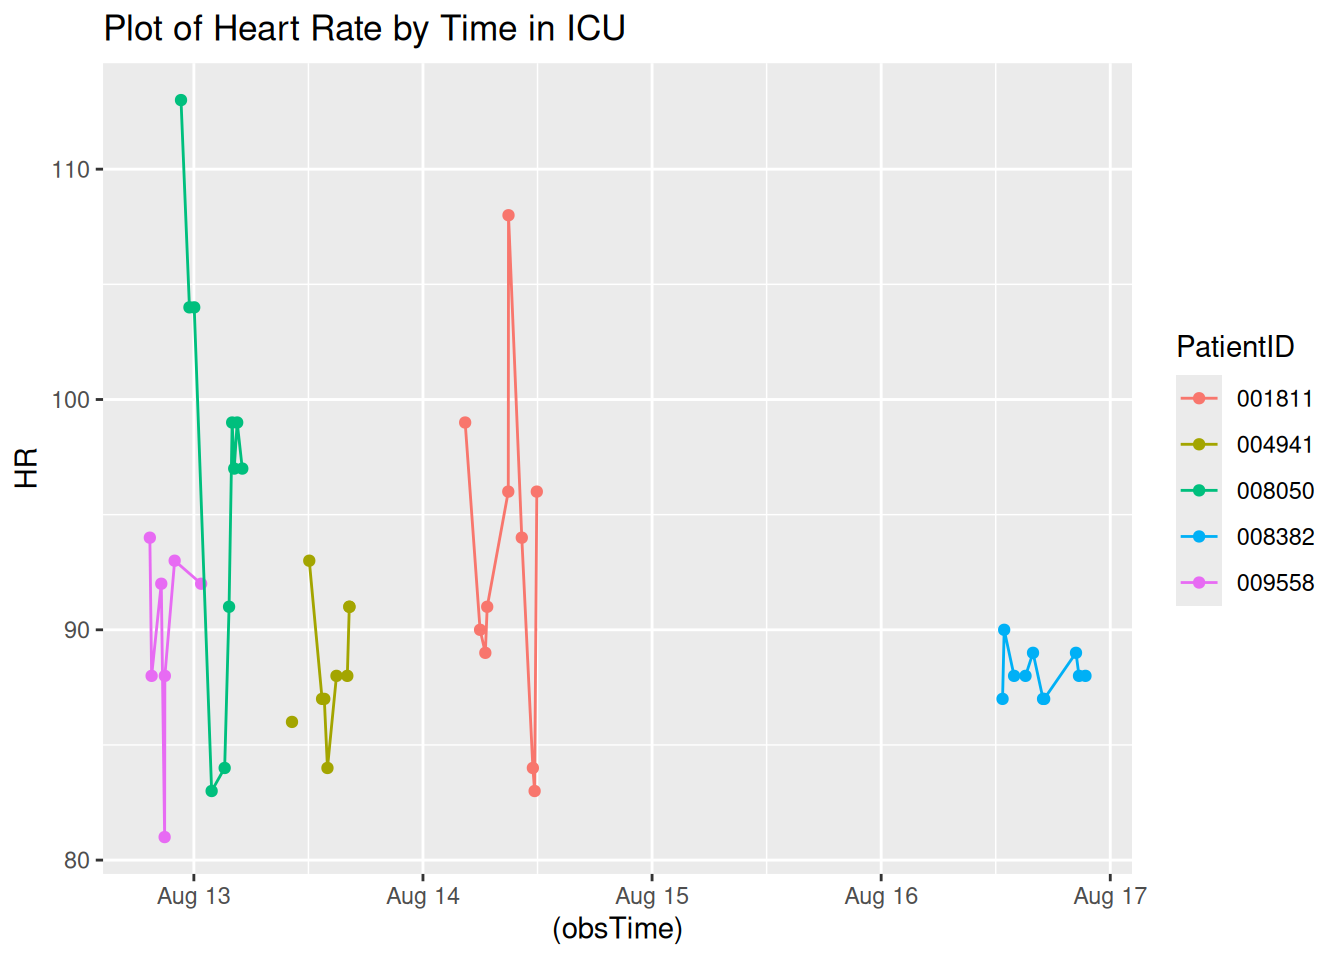 Plot of Heart Rate by Time in ICU
110
100
90
80
HR
Aug 13
Aug 14
Aug 15
Aug 16
Aug 17
(obsTime)
PatientID
001811
004941
008050
008382
009558